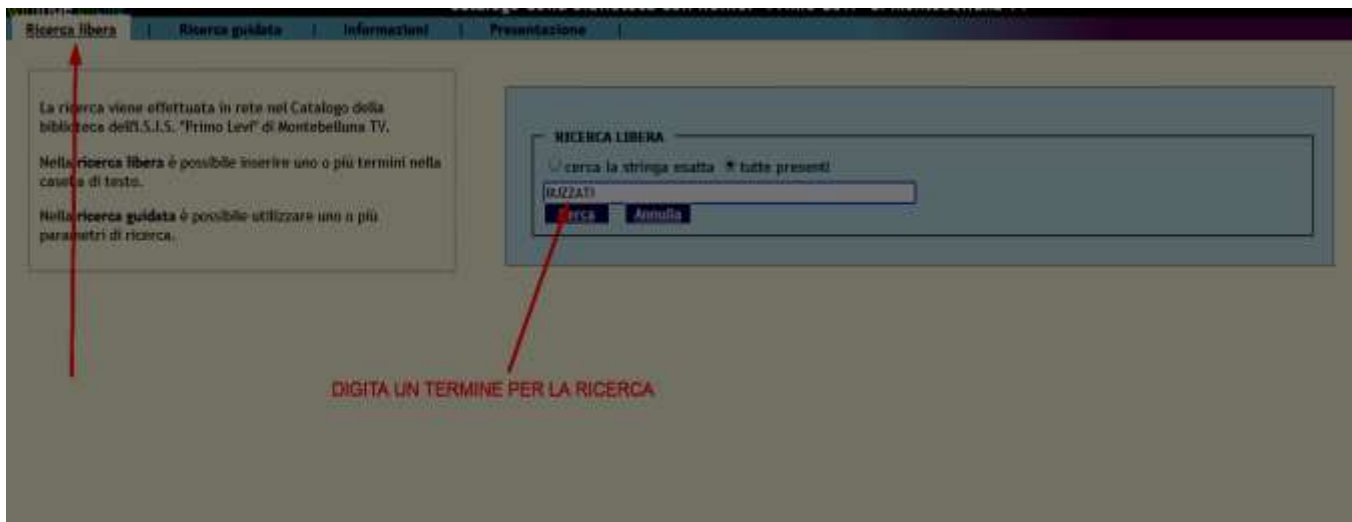 Ricerca libera | Ricerca guidata | Informazioni | Presentazione |
La ricerca viene effettuata in rete nel Catalogo della
biblioteca dell'I.S.I.S. "Primo Levi" di Montebelluna TV.
Nella ricerca libera è possibile inserire uno o più termini nella
casella di testo.
Nella ricerca guidata è possibile utilizzare uno o più
parametri di ricerca.
RICERCA LIBERA
cerca la stringa esatta tutte presenti
BUZZATI
Cerca Annulla
DIGITA UN TERMINE PER LA RICERCA